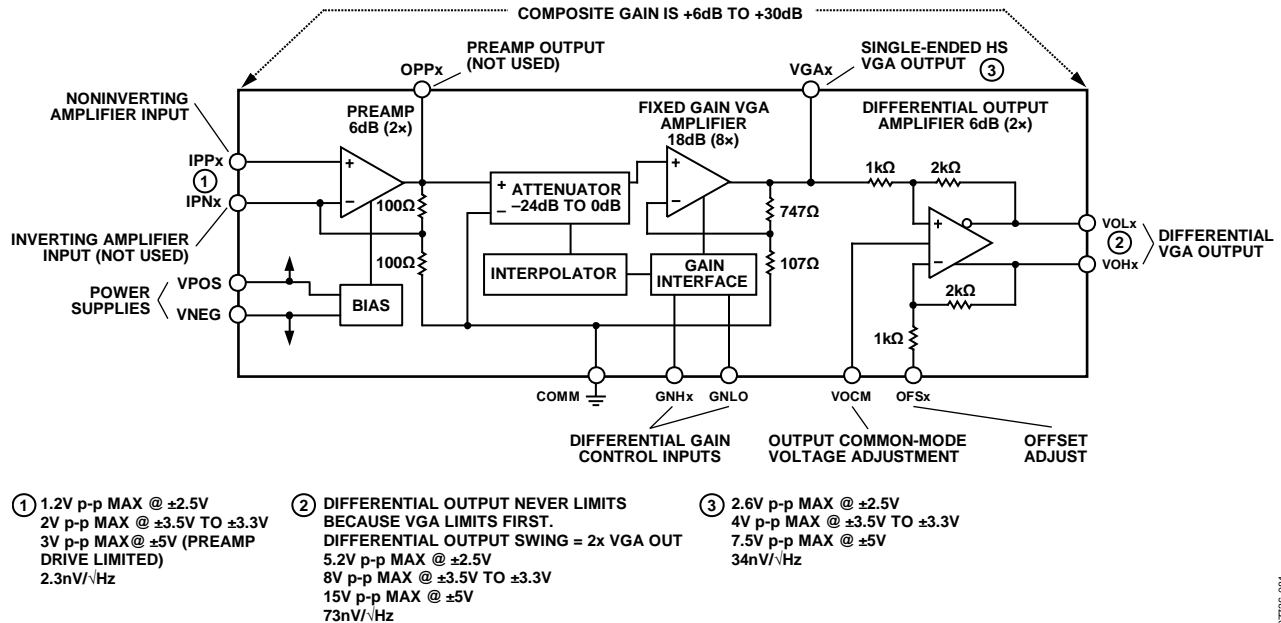 COMPOSITE GAIN IS +6dB TO +30dB
PREAMP OUTPUT
(NOT USED)
OPPx
VGAx
SINGLE-ENDED HS
VGA OUTPUT
3
NONINVERTING
AMPLIFIER INPUT
PREAMP
6dB (2×)
FIXED GAIN VGA
AMPLIFIER
18dB (8×)
DIFFERENTIAL OUTPUT
AMPLIFIER 6dB (2×)
IPPx
1
IPNx
+
−
100Ω
100Ω
+
−
ATTENUATOR
–24dB TO 0dB
+
−
747Ω
107Ω
1kΩ
2kΩ
+
−
2kΩ
1kΩ
VOLx
2
VOHx
DIFFERENTIAL
VGA OUTPUT
INVERTING AMPLIFIER
INPUT (NOT USED)
INTERPOLATOR
GAIN
INTERFACE
VPOS
POWER
SUPPLIES
VNEG
BIAS
COMM
GNHx
GNLO
VOCM
OFSx
DIFFERENTIAL GAIN
CONTROL INPUTS
OUTPUT COMMON-MODE
VOLTAGE ADJUSTMENT
OFFSET
ADJUST
1 1.2V p-p MAX @ ±2.5V
2V p-p MAX @ ±3.5V TO ±3.3V
3V p-p MAX@ ±5V (PREAMP
DRIVE LIMITED)
2.3nV/√Hz
2 DIFFERENTIAL OUTPUT NEVER LIMITS
BECAUSE VGA LIMITS FIRST.
DIFFERENTIAL OUTPUT SWING = 2x VGA OUT
5.2V p-p MAX @ ±2.5V
8V p-p MAX @ ±3.5V TO ±3.3V
15V p-p MAX @ ±5V
73nV/√Hz
3 2.6V p-p MAX @ ±2.5V
4V p-p MAX @ ±3.5V TO ±3.3V
7.5V p-p MAX @ ±5V
34nV/√Hz